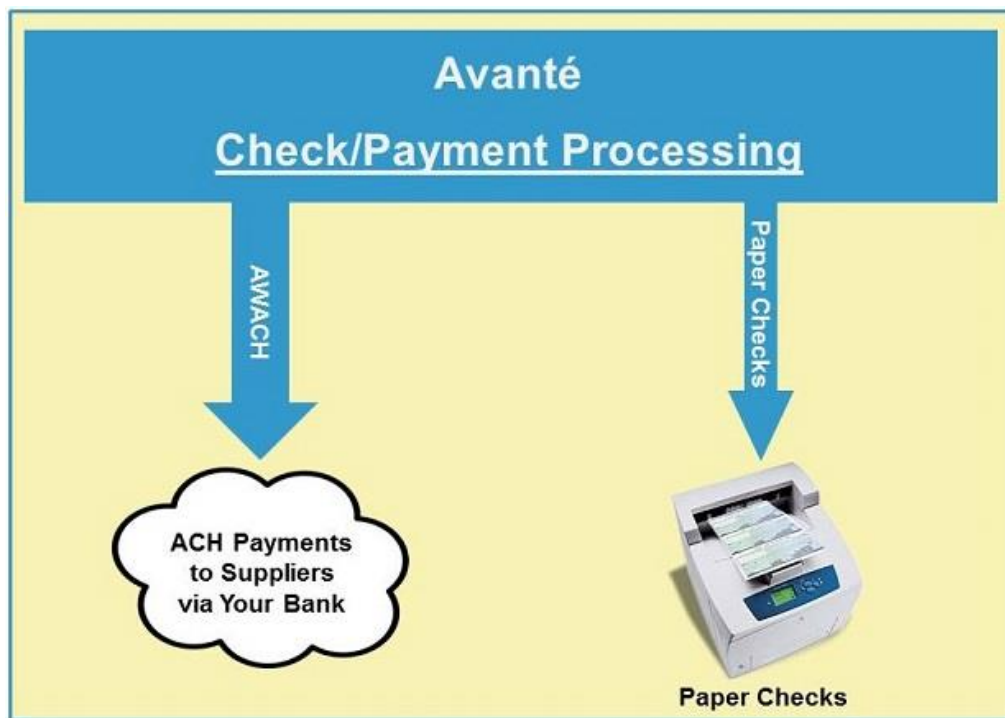 Avanté
Check/Payment Processing
AWACH
Paper Checks
ACH Payments
to Suppliers
via Your Bank
Paper Checks